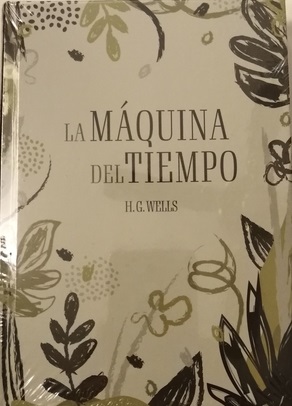 LA MÁQUINA
DEL TIEMPO
H. G. WELLS